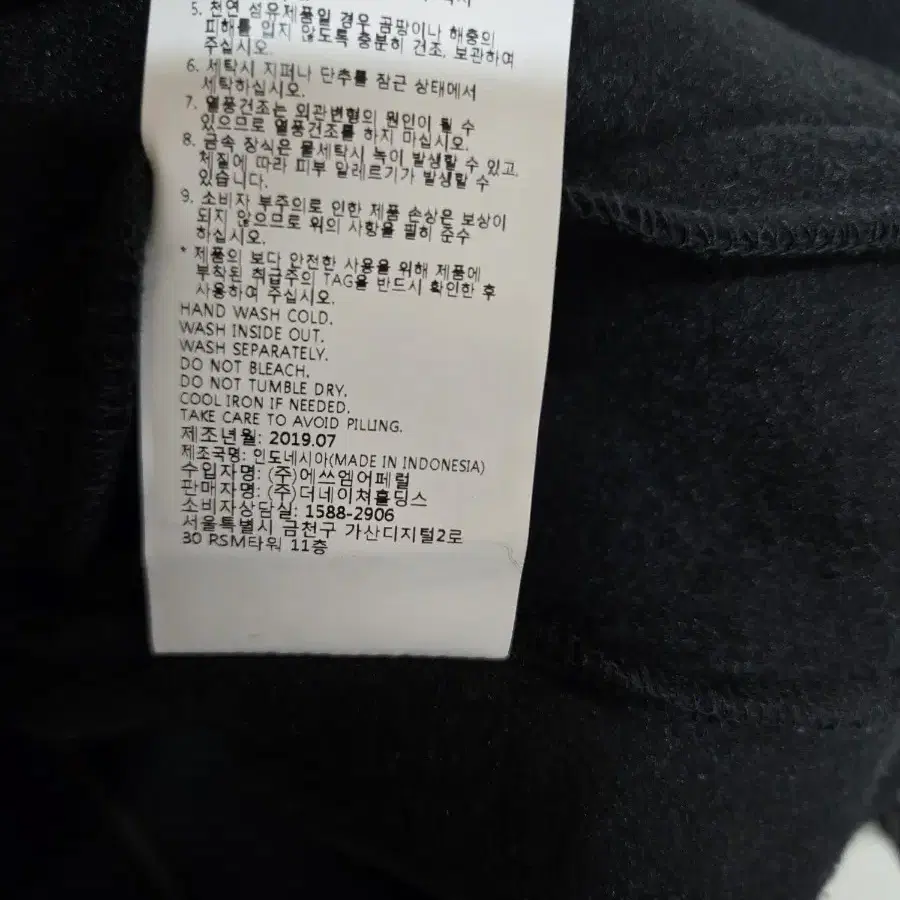 5. 천연 섬유제품일 경우 곰팡이나 해충의
피해를 입지 않도록 충분히 건조, 보관하여
주십시오.
6. 세탁시 지퍼나 단추를 잠근 상태에서
세탁하십시오.
7. 열풍건조는 외관변형의 원인이 될 수
있으므로 열풍건조를 하지 마십시오.
8. 금속 장식은 물세탁시 녹이 발생할 수 있고,
체질에 따라 피부 알레르기가 발생할 수
있습니다.
9. 소비자 부주의로 인한 제품 손상은 보상이
되지 않으므로 위의 사항을 필히 준수
하십시오.
* 제품의 보다 안전한 사용을 위해 제품에
부착된 취급주의 TAG을 반드시 확인한 후
사용하여 주십시오.
HAND WASH COLD.
WASH INSIDE OUT.
WASH SEPARATELY.
DO NOT BLEACH.
DO NOT TUMBLE DRY.
COOL IRON IF NEEDED.
TAKE CARE TO AVOID PILLING.
제조년월: 2019.07
제조국명: 인도네시아(MADE IN INDONESIA)
수입자명: (주)에쓰엠어페럴
판매자명: (주)더네이쳐홀딩스
소비자상담실: 1588-2906
서울특별시 금천구 가산디지털2로
30 RSM타워 11층